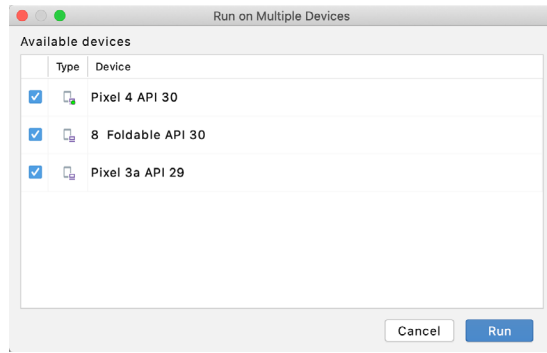 Run on Multiple Devices
Available devices
Type Device
Pixel 4 API 30
8 Foldable API 30
Pixel 3a API 29
Cancel Run